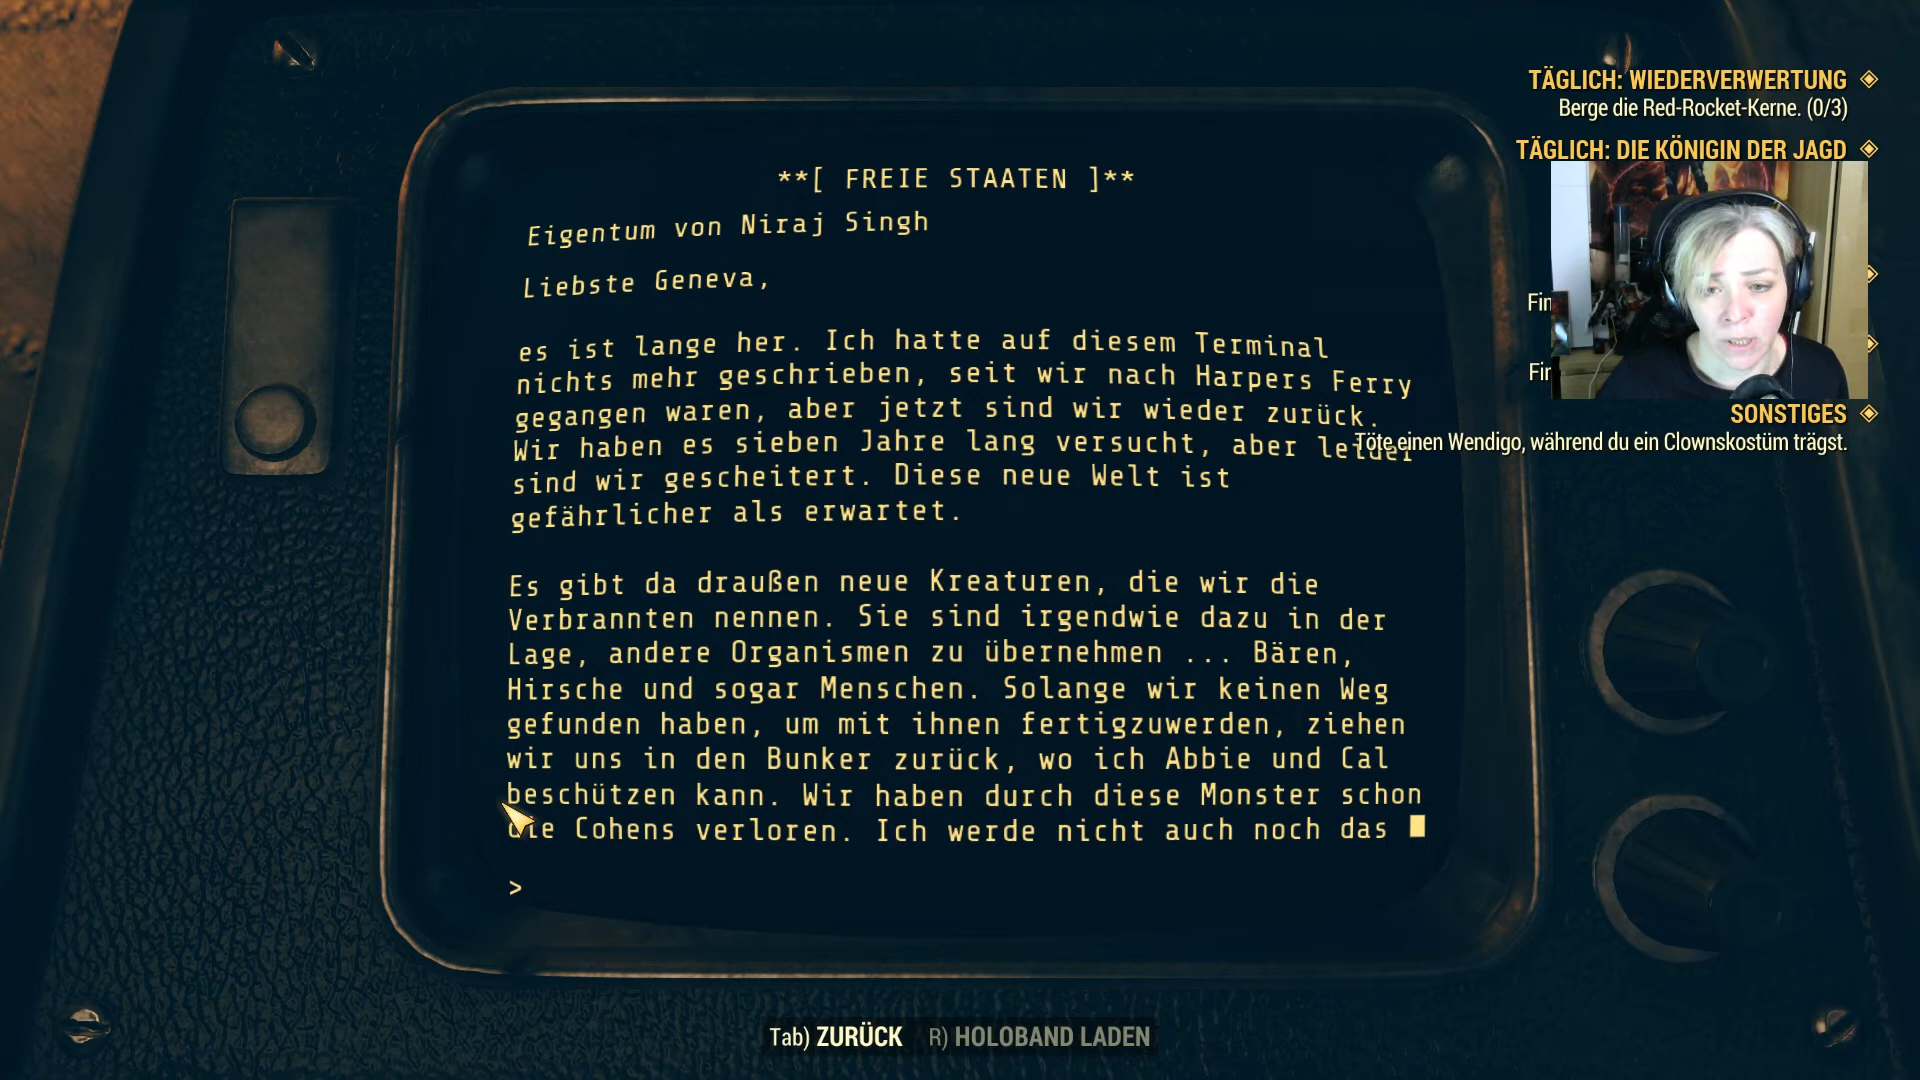 **[ FREIE STAATEN ]**
Eigentum von Niraj Singh
Liebste Geneva,
es ist lange her. Ich hatte auf diesem Terminal
nichts mehr geschrieben, seit wir nach Harpers Ferry
gegangen waren, aber jetzt sind wir wieder zurück.
Wir haben es sieben Jahre lang versucht, aber leider
sind wir gescheitert. Diese neue Welt ist
gefährlicher als erwartet.
Es gibt da draußen neue Kreaturen, die wir die
Verbrannten nennen. Sie sind irgendwie dazu in der
Lage, andere Organismen zu übernehmen ... Bären,
Hirsche und sogar Menschen. Solange wir keinen Weg
gefunden haben, um mit ihnen fertigzuwerden, ziehen
wir uns in den Bunker zurück, wo ich Abbie und Cal
beschützen kann. Wir haben durch diese Monster schon
die Cohens verloren. Ich werde nicht auch noch das
>
Tab) ZURÜCK R) HOLOBAND LADEN
TÄGLICH: WIEDERVERWERTUNG
Berge die Red-Rocket-Kerne. (0/3)
TÄGLICH: DIE KÖNIGIN DER JAGD
SONSTIGES
Töte einen Wendigo, während du ein Clownskostüm trägst.